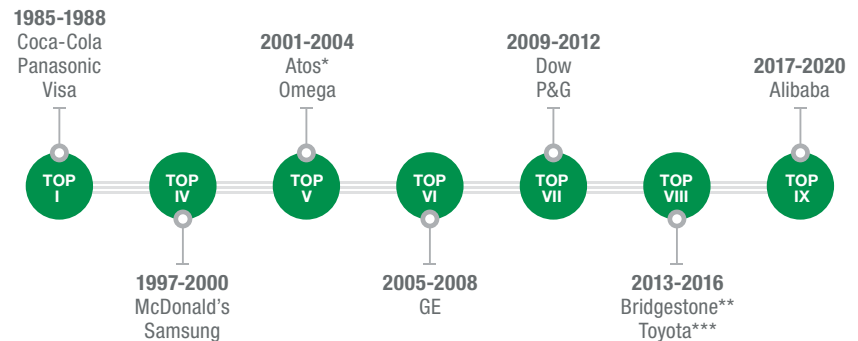 1985-1988
Coca-Cola
Panasonic
Visa
2001-2004
Atos*
Omega
2009-2012
Dow
P&G
2017-2020
Alibaba
TOP
I
TOP
IV
TOP
V
TOP
VI
TOP
VII
TOP
VIII
TOP
IX
1997-2000
McDonald’s
Samsung
2005-2008
GE
2013-2016
Bridgestone**
Toyota***